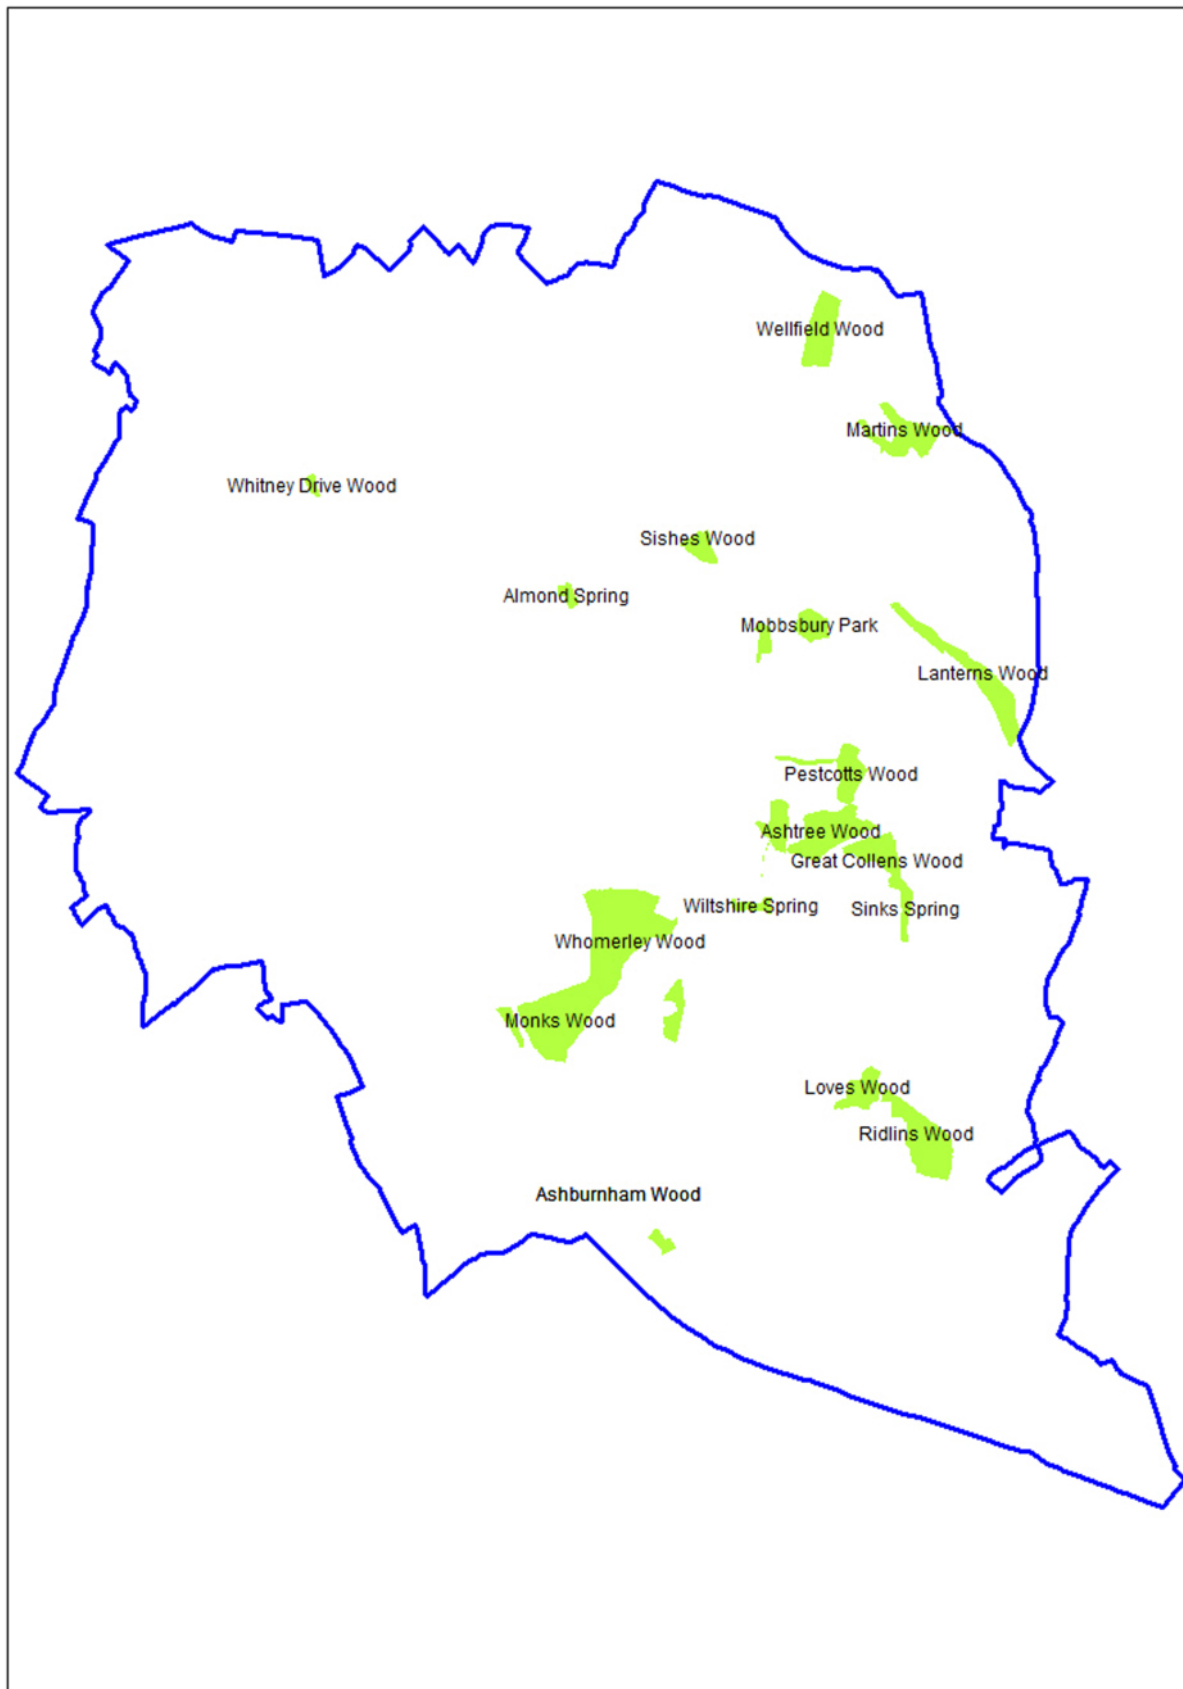 Wellfield Wood
Martins Wood
Whitney Drive Wood
Sishes Wood
Almond Spring
Mobbsbury Park
Lanterns Wood
Pestcotts Wood
Ashtree Wood
Great Collens Wood
Wiltshire Spring
Sinks Spring
Whomerley Wood
Monks Wood
Loves Wood
Ridlins Wood
Ashburnham Wood